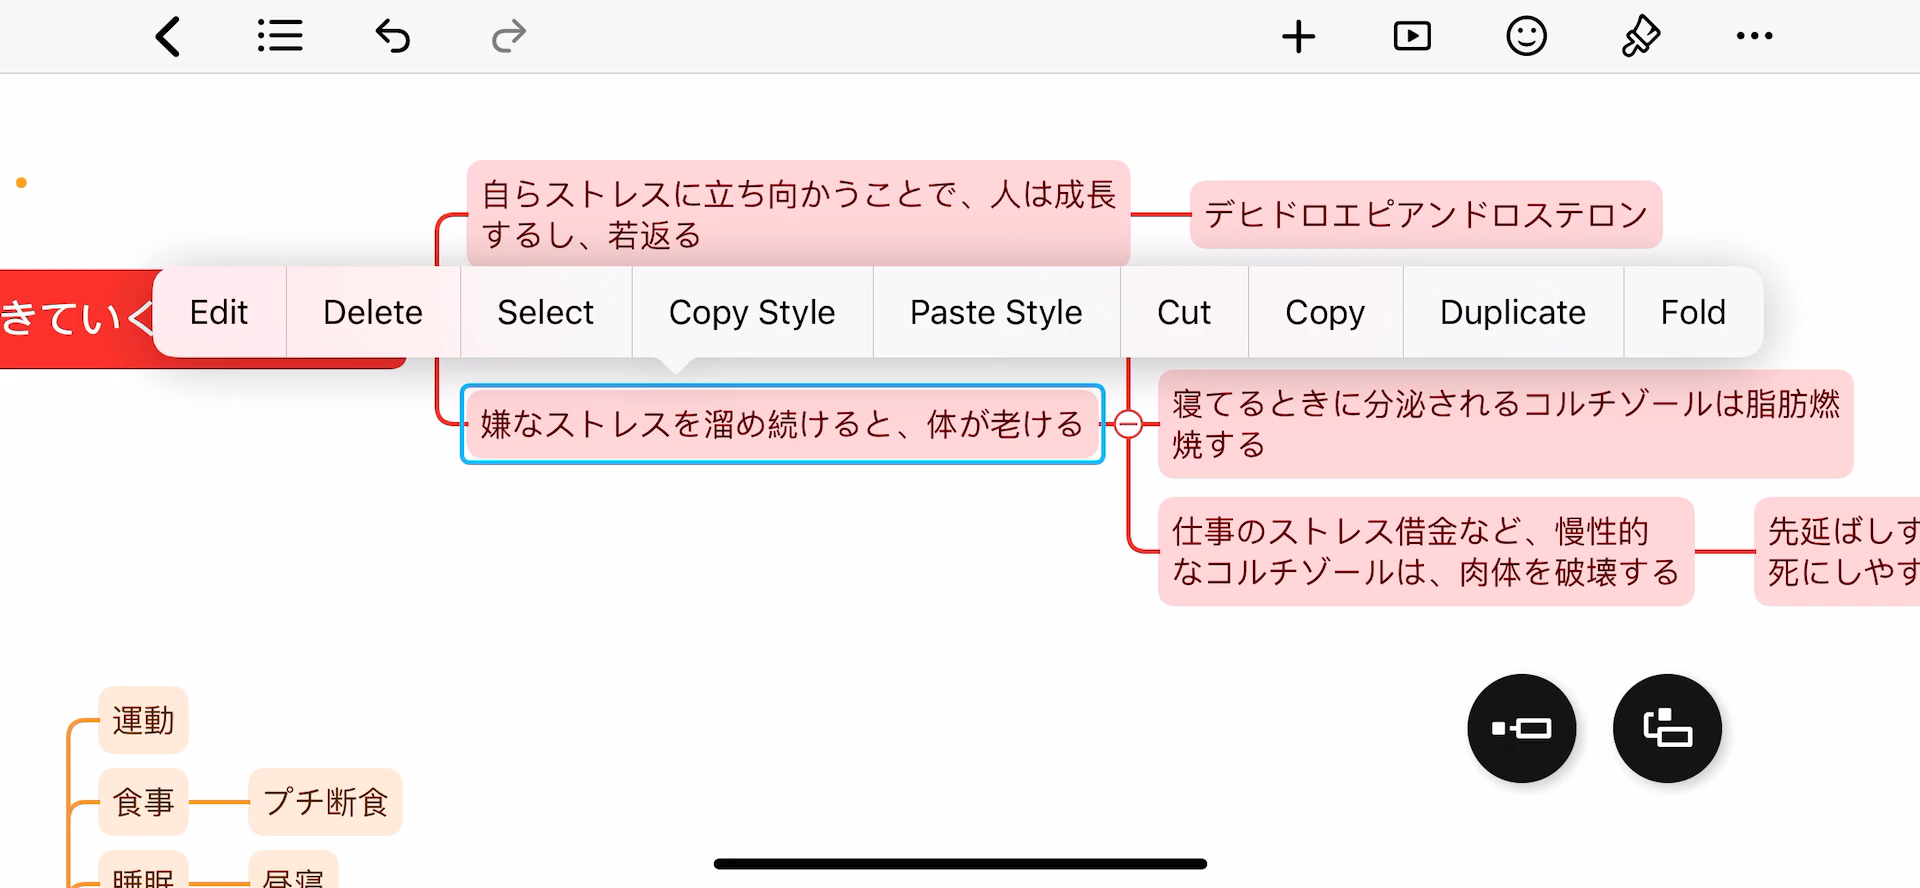 自らストレスに立ち向かうことで、人は成長
するし、若返る
デヒドロエピアンドロステロン
きていく
Edit
Delete
Select
Copy Style
Paste Style
Cut
Copy
Duplicate
Fold
嫌なストレスを溜め続けると、体が老ける
寝てるときに分泌されるコルチゾールは脂肪燃
焼する
仕事のストレス借金など、慢性的
なコルチゾールは、肉体を破壊する
先延ばしす
死にしやす
運動
食事
プチ断食
睡眠
昼寝